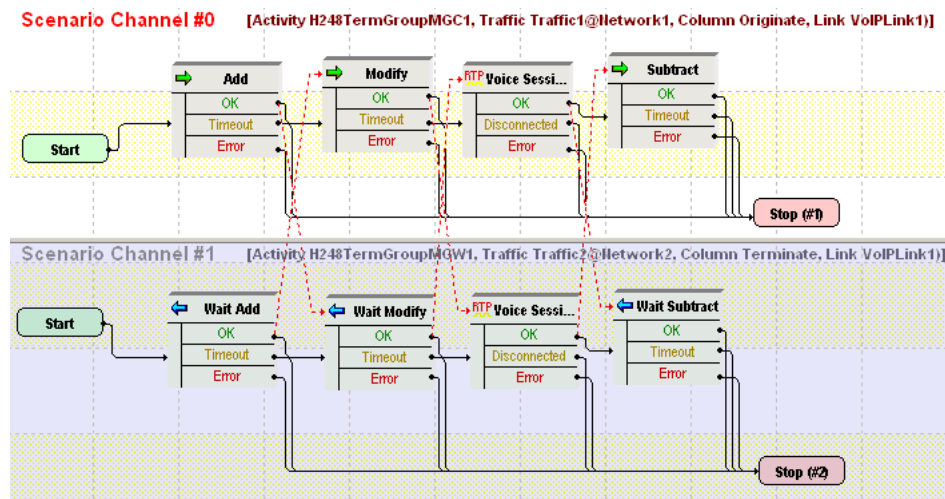 Scenario Channel #0 [Activity H248TermGroupMGC1, Traffic Traffic1@Network1, Column Originate, Link VoIPLink1)]
Start
Add
OK
Timeout
Error
Modify
OK
Timeout
Error
RTP Voice Sessi...
OK
Disconnected
Error
Subtract
OK
Timeout
Error
Stop (#1)
Scenario Channel #1 [Activity H248TermGroupMGW1, Traffic Traffic2@Network2, Column Terminate, Link VoIPLink1)]
Start
Wait Add
OK
Timeout
Error
Wait Modify
OK
Timeout
Error
RTP Voice Sessi...
OK
Disconnected
Error
Wait Subtract
OK
Timeout
Error
Stop (#2)